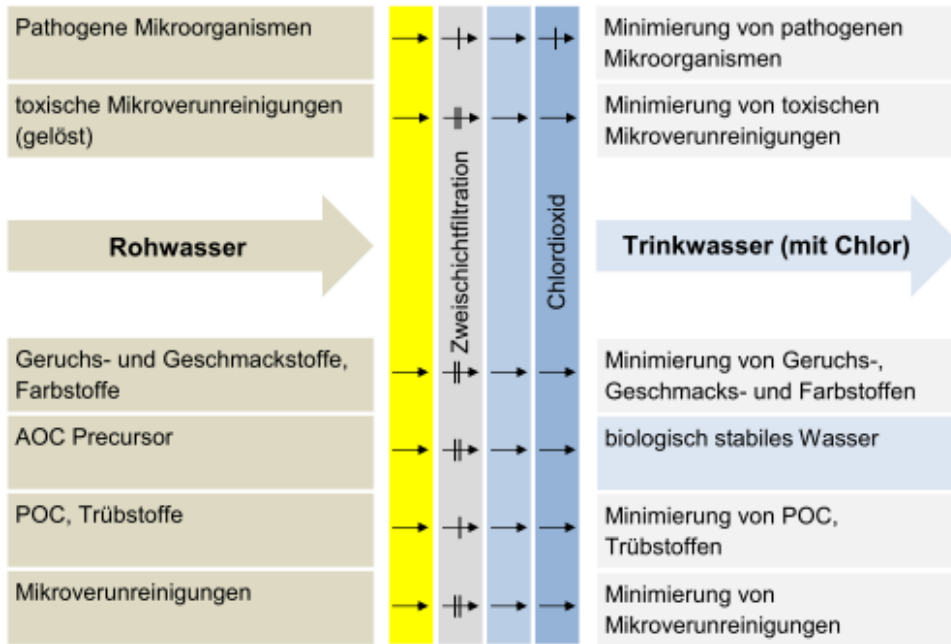 Pathogene Mikroorganismen
Minimierung von pathogenen
Mikroorganismen
toxische Mikroverunreinigungen
(gelöst)
Minimierung von toxischen
Mikroverunreinigungen
Rohwasser
Zweischichtfiltration
Chlordioxid
Trinkwasser (mit Chlor)
Geruchs- und Geschmackstoffe,
Farbstoffe
Minimierung von Geruchs-,
Geschmacks- und Farbstoffen
AOC Precursor
biologisch stabiles Wasser
POC, Trübstoffe
Minimierung von POC,
Trübstoffen
Mikroverunreinigungen
Minimierung von
Mikroverunreinigungen